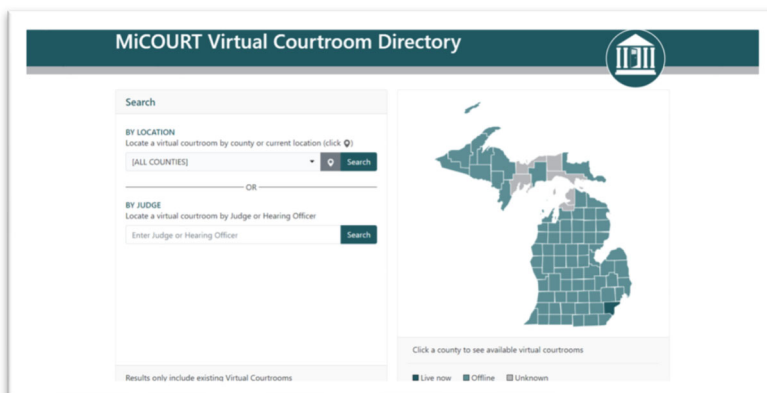 MiCOURT Virtual Courtroom Directory
Search
BY LOCATION
Locate a virtual courtroom by county or current location (click )
[ALL COUNTIES]
Search
OR
BY JUDGE
Locate a virtual courtroom by Judge or Hearing Officer
Enter Judge or Hearing Officer
Search
Results only include existing Virtual Courtrooms
Click a county to see available virtual courtrooms
Live now Offline Unknown